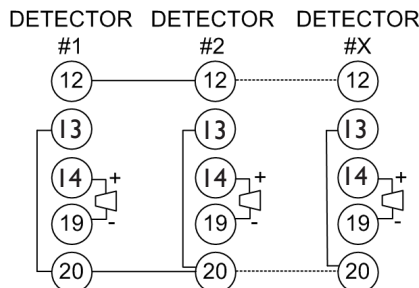 DETECTOR DETECTOR DETECTOR
#1 #2 #X
12 12 12
13 13 13
14 + 14 + 14 +
19 - 19 - 19 -
20 20 20